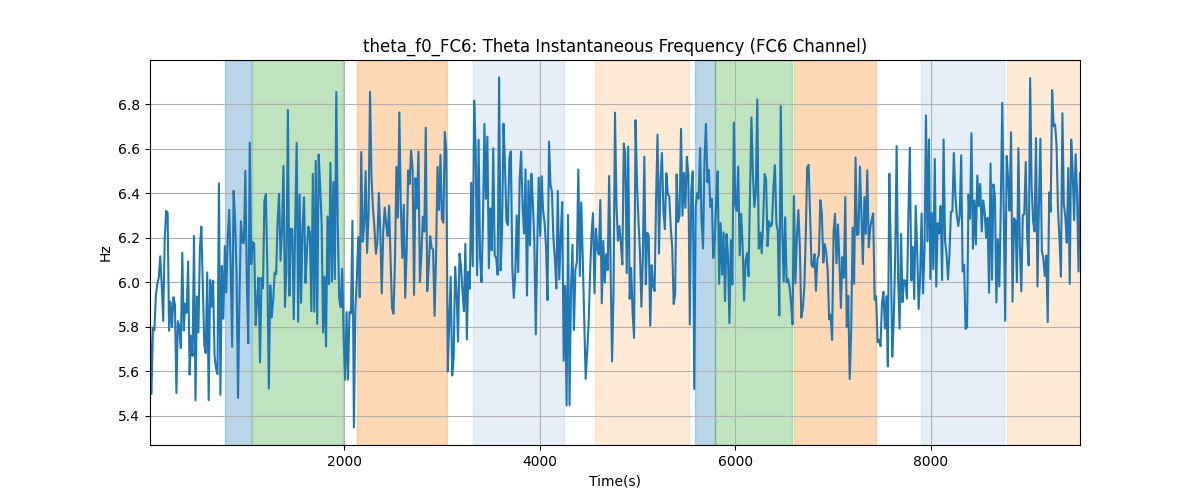 theta_f0_FC6: Theta Instantaneous Frequency (FC6 Channel)
Hz
6.8
6.6
6.4
6.2
6.0
5.8
5.6
5.4
2000 4000 6000 8000
Time(s)